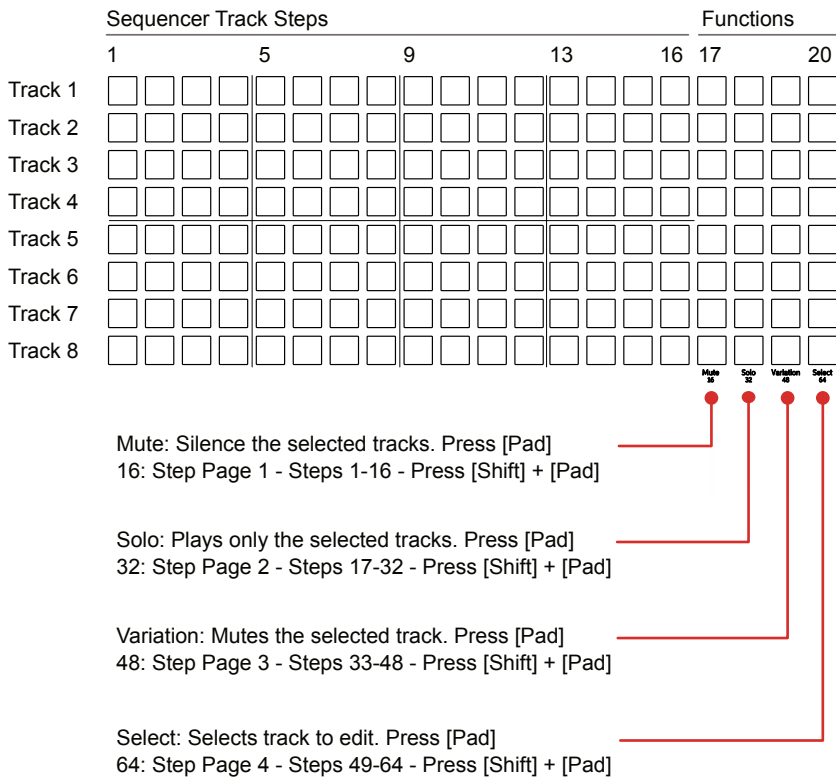 Sequencer Track Steps Functions
1 5 9 13 16 17 20
Track 1
Track 2
Track 3
Track 4
Track 5
Track 6
Track 7
Track 8
Mute Solo Variation Select
16 32 48 64
Mute: Silence the selected tracks. Press [Pad]
16: Step Page 1 - Steps 1-16 - Press [Shift] + [Pad]
Solo: Plays only the selected tracks. Press [Pad]
32: Step Page 2 - Steps 17-32 - Press [Shift] + [Pad]
Variation: Mutes the selected track. Press [Pad]
48: Step Page 3 - Steps 33-48 - Press [Shift] + [Pad]
Select: Selects track to edit. Press [Pad]
64: Step Page 4 - Steps 49-64 - Press [Shift] + [Pad]